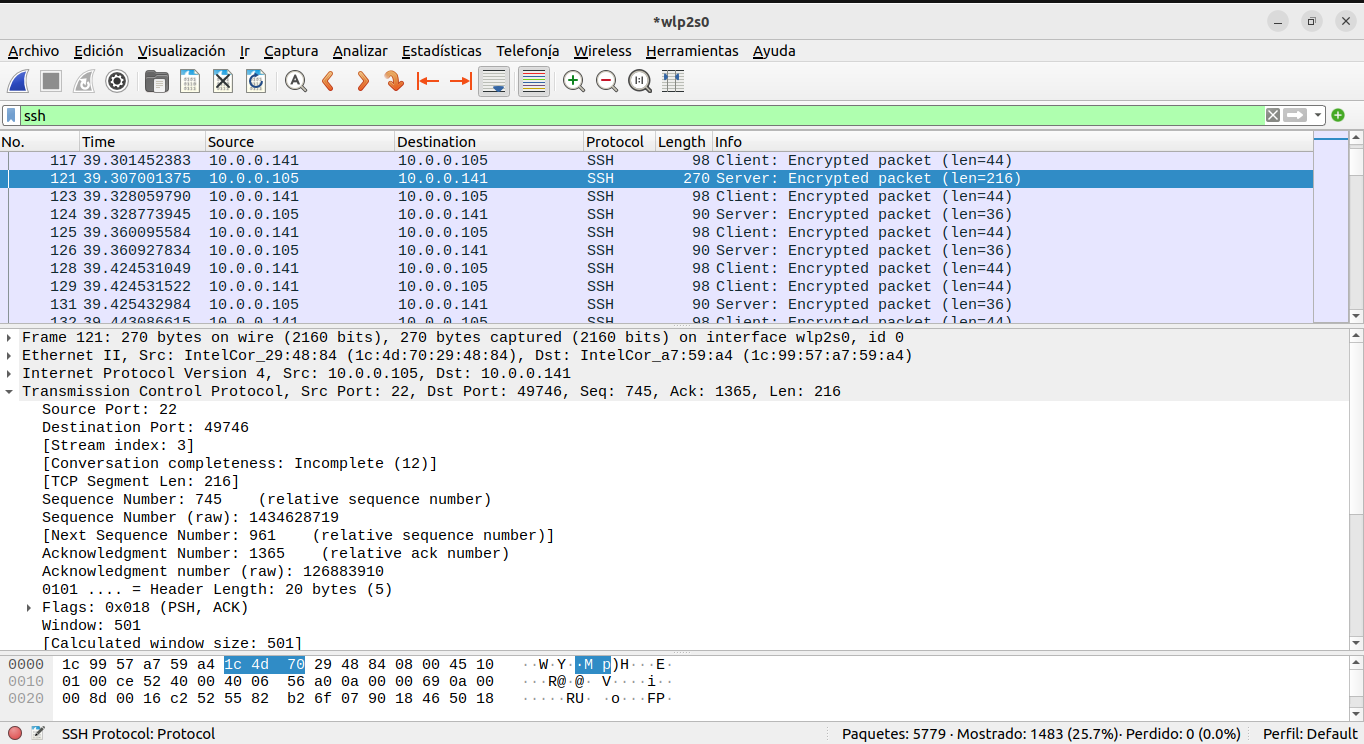 *wlp2s0
Archivo Edición Visualización Ir Captura Analizar Estadísticas Telefonía Wireless Herramientas Ayuda
ssh
No. Time Source Destination Protocol Length Info
117 39.301452383 10.0.0.141 10.0.0.105 SSH 98 Client: Encrypted packet (len=44)
121 39.307001375 10.0.0.105 10.0.0.141 SSH 270 Server: Encrypted packet (len=216)
123 39.328059790 10.0.0.141 10.0.0.105 SSH 98 Client: Encrypted packet (len=44)
124 39.328773945 10.0.0.105 10.0.0.141 SSH 90 Server: Encrypted packet (len=36)
125 39.360095584 10.0.0.141 10.0.0.105 SSH 98 Client: Encrypted packet (len=44)
126 39.360927834 10.0.0.105 10.0.0.141 SSH 90 Server: Encrypted packet (len=36)
128 39.424531049 10.0.0.141 10.0.0.105 SSH 98 Client: Encrypted packet (len=44)
129 39.424531522 10.0.0.141 10.0.0.105 SSH 98 Client: Encrypted packet (len=44)
131 39.425432984 10.0.0.105 10.0.0.141 SSH 90 Server: Encrypted packet (len=36)
132 39.443086615 10.0.0.141 10.0.0.105 SSH 98 Client: Encrypted packet (len=44)
Frame 121: 270 bytes on wire (2160 bits), 270 bytes captured (2160 bits) on interface wlp2s0, id 0
Ethernet II, Src: IntelCor_29:48:84 (1c:4d:70:29:48:84), Dst: IntelCor_a7:59:a4 (1c:99:57:a7:59:a4)
Internet Protocol Version 4, Src: 10.0.0.105, Dst: 10.0.0.141
Transmission Control Protocol, Src Port: 22, Dst Port: 49746, Seq: 745, Ack: 1365, Len: 216
Source Port: 22
Destination Port: 49746
[Stream index: 3]
[Conversation completeness: Incomplete (12)]
[TCP Segment Len: 216]
Sequence Number: 745 (relative sequence number)
Sequence Number (raw): 1434628719
[Next Sequence Number: 961 (relative sequence number)]
Acknowledgment Number: 1365 (relative ack number)
Acknowledgment number (raw): 126883910
0101 .... = Header Length: 20 bytes (5)
Flags: 0x018 (PSH, ACK)
Window: 501
[Calculated window size: 501]
0000 1c 99 57 a7 59 a4 1c 4d 70 29 48 84 08 00 45 10 ··W·Y··M p)H···E·
0010 01 00 ce 52 40 00 40 06 56 a0 0a 00 00 69 0a 00 ···R@·@· V····i··
0020 00 8d 00 16 c2 52 55 82 b2 6f 07 90 18 46 50 18 ·····RU· ·o···FP·
SSH Protocol: Protocol Paquetes: 5779 · Mostrado: 1483 (25.7%)· Perdido: 0 (0.0%) Perfil: Default